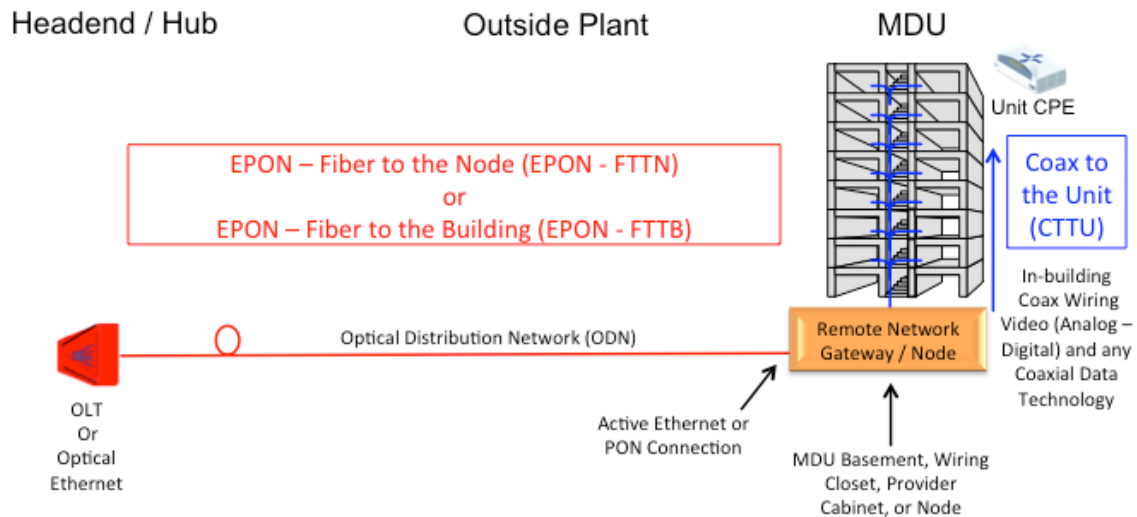 Headend / Hub
Outside Plant
MDU
Unit CPE
EPON – Fiber to the Node (EPON - FTTN)
or
EPON – Fiber to the Building (EPON - FTTB)
Coax to
the Unit
(CTTU)
In-building
Coax Wiring
Video (Analog –
Digital) and any
Coaxial Data
Technology
Optical Distribution Network (ODN)
Remote Network
Gateway / Node
OLT
Or
Optical
Ethernet
Active Ethernet or
PON Connection
MDU Basement, Wiring
Closet, Provider
Cabinet, or Node